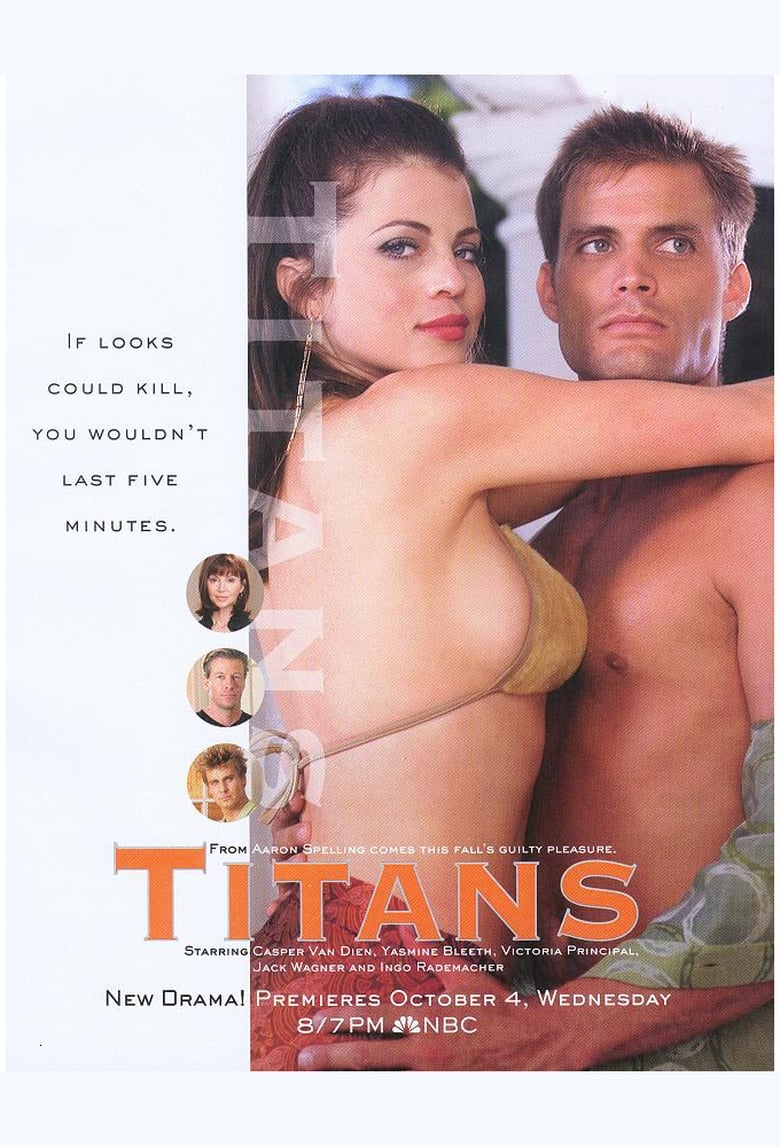 IF LOOKS
COULD KILL,
YOU WOULDN'T
LAST FIVE
MINUTES.
TITANS
FROM AARON SPELLING COMES THIS FALL'S GUILTY PLEASURE.
TITANS
STARRING CASPER VAN DIEN, YASMINE BLEETH, VICTORIA PRINCIPAL,
JACK WAGNER AND INGO RADEMACHER
NEW DRAMA! PREMIERES OCTOBER 4, WEDNESDAY
8/7PM NBC